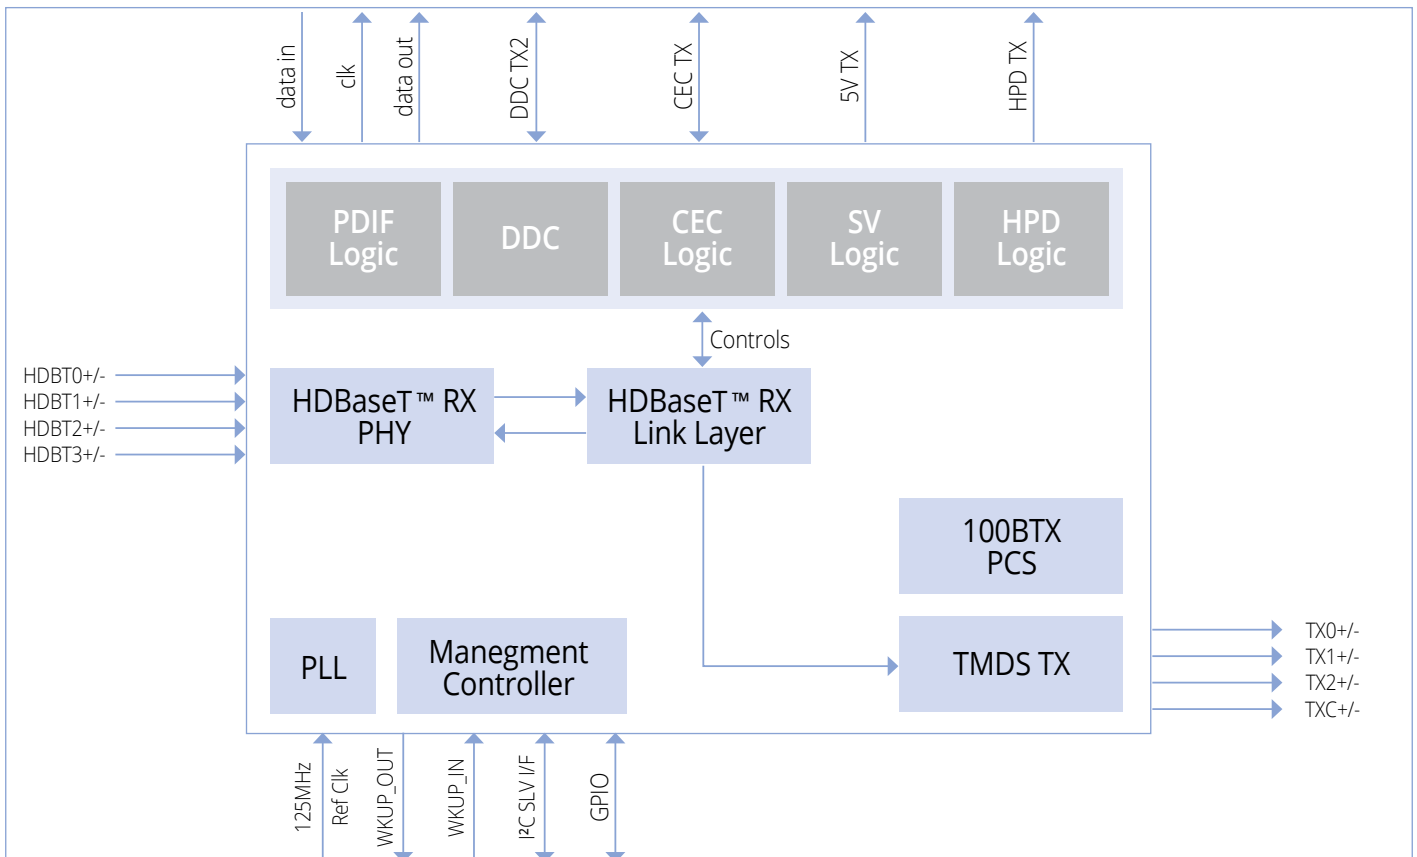 data in
clk
data out
DDC TX2
CEC TX
5V TX
HPD TX
PDIF
Logic
DDC
CEC
Logic
SV
Logic
HPD
Logic
Controls
HDBT0+/-
HDBT1+/-
HDBT2+/-
HDBT3+/-
HDBaseT™ RX
PHY
HDBaseT™ RX
Link Layer
100BTX
PCS
PLL
Manegment
Controller
TMDS TX
TX0+/-
TX1+/-
TX2+/-
TXC+/-
125MHz
Ref Clk
WKUP_OUT
WKUP_IN
I²C SLV I/F
GPIO